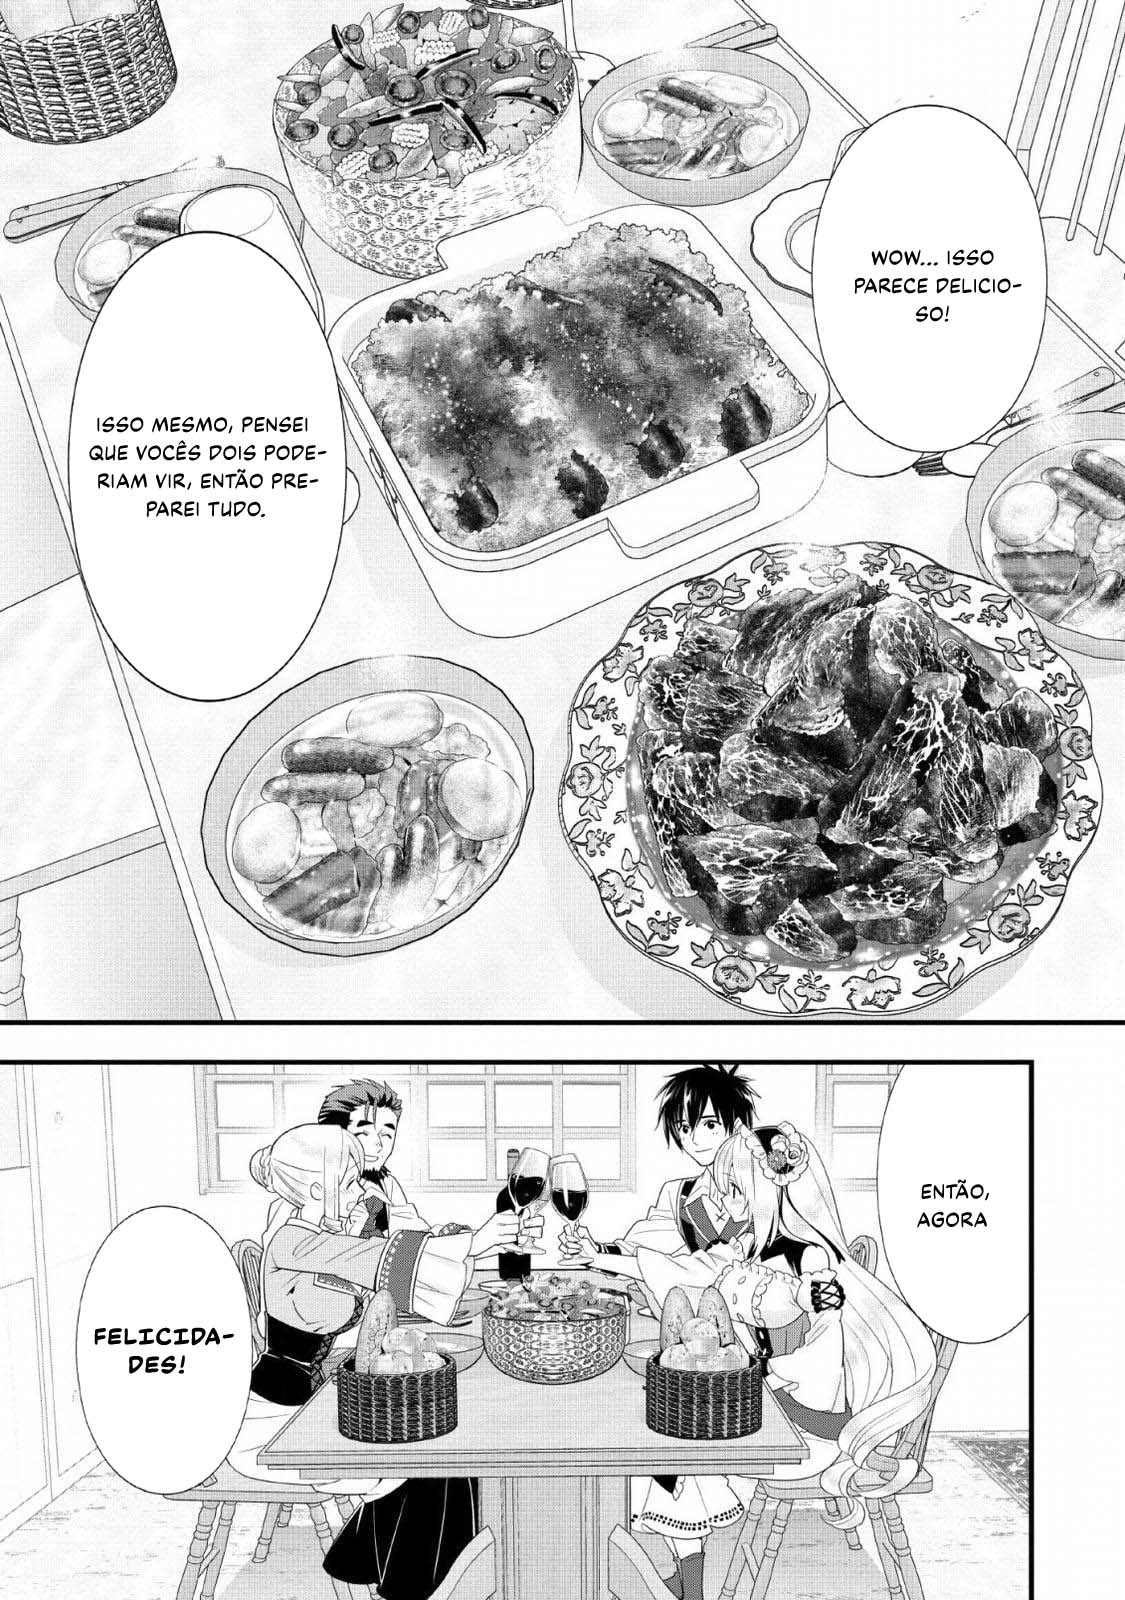 WOW... ISSO
PARECE DELICIO-
SO!
ISSO MESMO, PENSEI
QUE VOCÊS DOIS PODE-
RIAM VIR, ENTÃO PRE-
PAREI TUDO.
ENTÃO,
AGORA
FELICIDA-
DES!